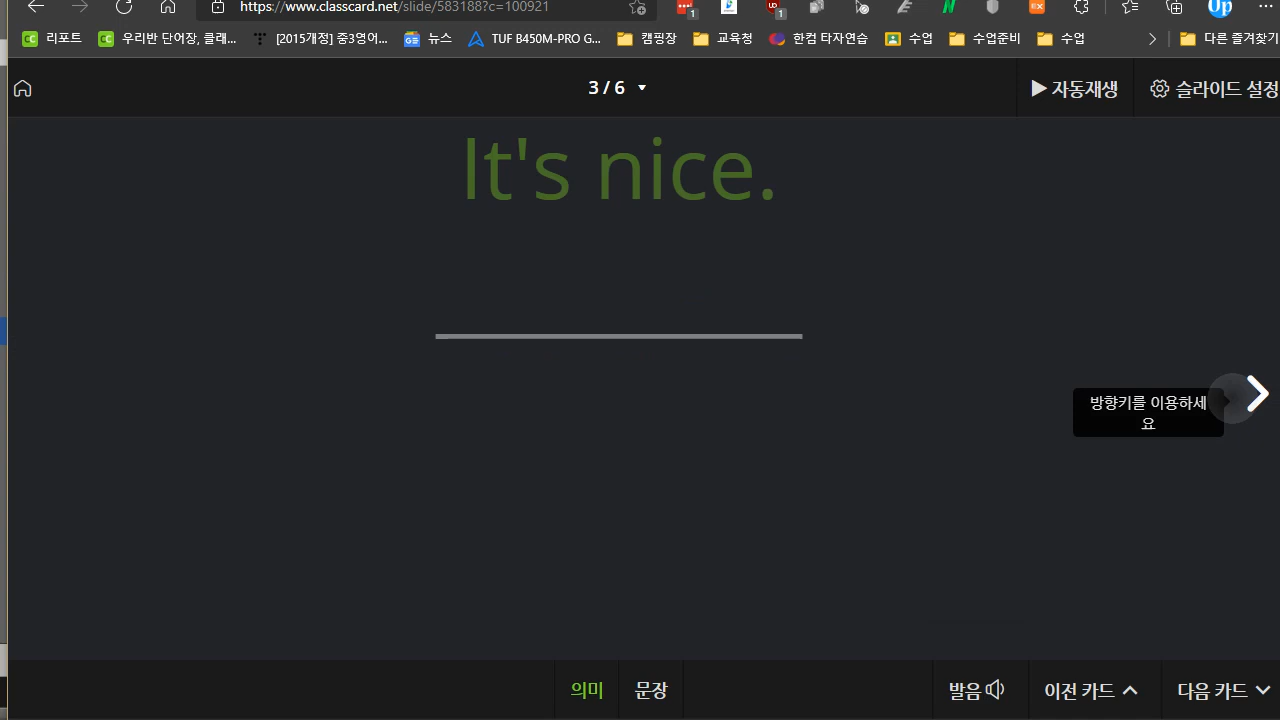 https://www.classcard.net/slide/583188?c=100921
1
1
리포트
우리반 단어장, 클래...
[2015개정] 중3영어...
뉴스
TUF B450M-PRO G...
캠핑장
교육청
한컴 타자연습
수업
수업준비
수업
다른 즐겨찾기
3 / 6
자동재생
슬라이드 설정
It's nice.
방향키를 이용하세
요
의미
문장
발음
이전 카드
다음 카드